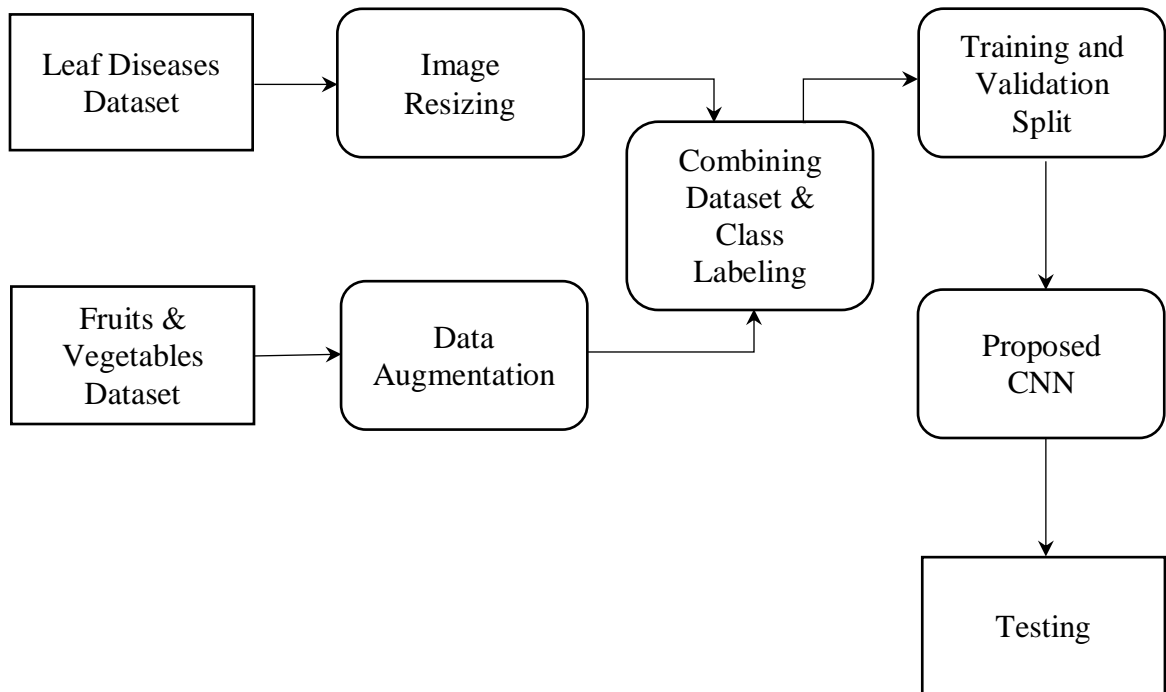 Leaf Diseases
Dataset
Image
Resizing
Combining
Dataset &
Class
Labeling
Training and
Validation
Split
Fruits &
Vegetables
Dataset
Data
Augmentation
Proposed
CNN
Testing